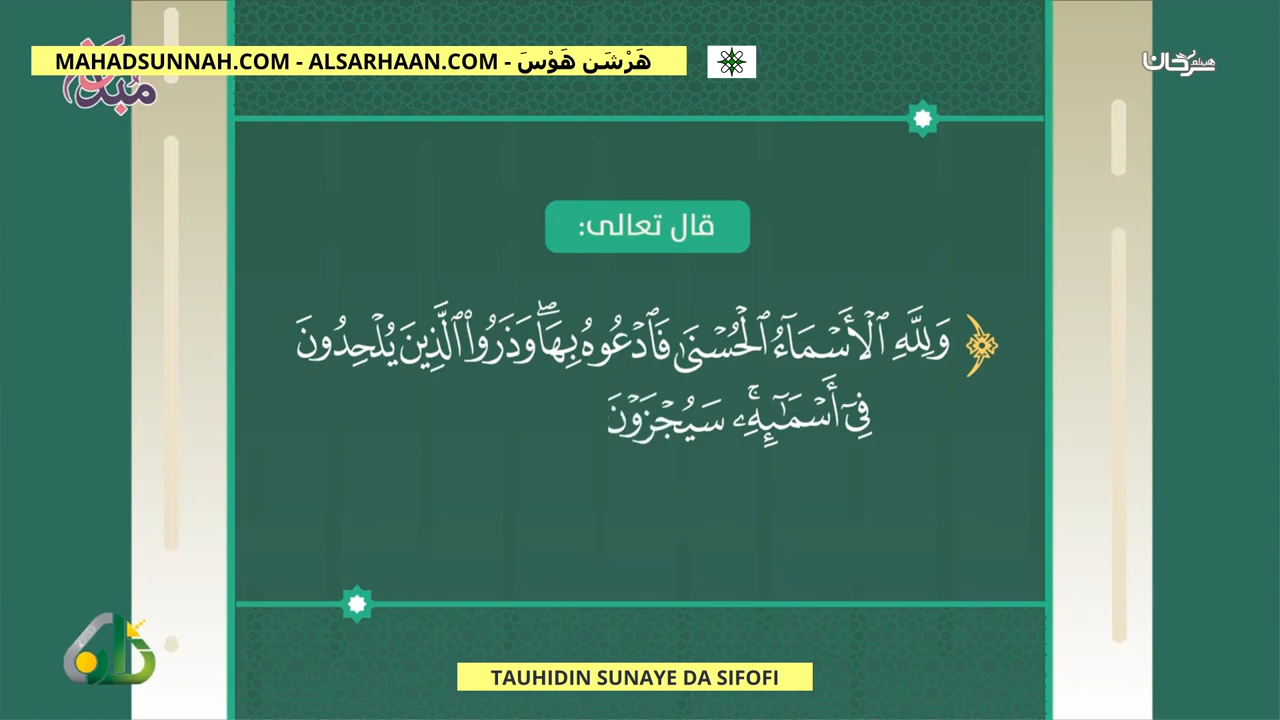 MAHADSUNNAH.COM - ALSARHAAN.COM - هَرْشَن هَوْسَ
سرحان
قال تعالى:
وَلِلَّهِ ٱلْأَسْمَآءُ ٱلْحُسْنَىٰ فَٱدْعُوهُ بِهَا ۖ وَذَرُوا۟ ٱلَّذِينَ يُلْحِدُونَ
فِىٓ أَسْمَـٰٓئِهِۦ ۚ سَيُجْزَوْنَ
TAUHIDIN SUNAYE DA SIFOFI